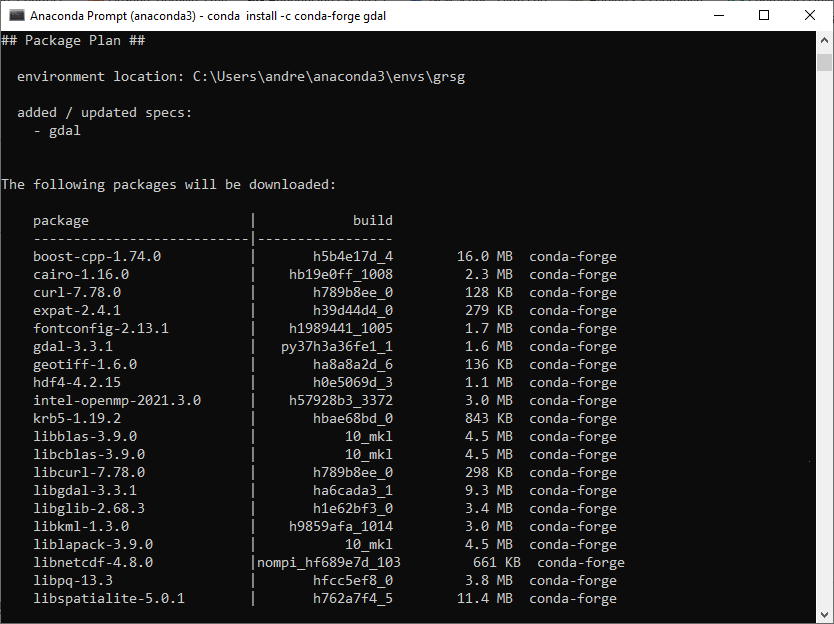 Anaconda Prompt (anaconda3) - conda  install -c conda-forge gdal
## Package Plan ##
  environment location: C:\Users\andre\anaconda3\envs\grsg
  added / updated specs:
    - gdal
The following packages will be downloaded:
    package                    |            build
    ---------------------------|-----------------
    boost-cpp-1.74.0           |       h5b4e17d_4        16.0 MB  conda-forge
    cairo-1.16.0               |    hb19e0ff_1008         2.3 MB  conda-forge
    curl-7.78.0                |       h789b8ee_0         128 KB  conda-forge
    expat-2.4.1                |       h39d44d4_0         279 KB  conda-forge
    fontconfig-2.13.1          |    h1989441_1005         1.7 MB  conda-forge
    gdal-3.3.1                 |   py37h3a36fe1_1         1.6 MB  conda-forge
    geotiff-1.6.0              |       ha8a8a2d_6         136 KB  conda-forge
    hdf4-4.2.15                |       h0e5069d_3         1.1 MB  conda-forge
    intel-openmp-2021.3.0      |    h57928b3_3372         3.0 MB  conda-forge
    krb5-1.19.2                |       hbae68bd_0         843 KB  conda-forge
    libblas-3.9.0              |           10_mkl         4.5 MB  conda-forge
    libcblas-3.9.0             |           10_mkl         4.5 MB  conda-forge
    libcurl-7.78.0             |       h789b8ee_0         298 KB  conda-forge
    libgdal-3.3.1              |       ha6cada3_1         9.3 MB  conda-forge
    libglib-2.68.3             |       h1e62bf3_0         3.4 MB  conda-forge
    libkml-1.3.0               |    h9859afa_1014         3.0 MB  conda-forge
    liblapack-3.9.0            |           10_mkl         4.5 MB  conda-forge
    libnetcdf-4.8.0            |nompi_hf689e7d_103         661 KB  conda-forge
    libpq-13.3                 |       hfcc5ef8_0         3.8 MB  conda-forge
    libspatialite-5.0.1        |       h762a7f4_5        11.4 MB  conda-forge